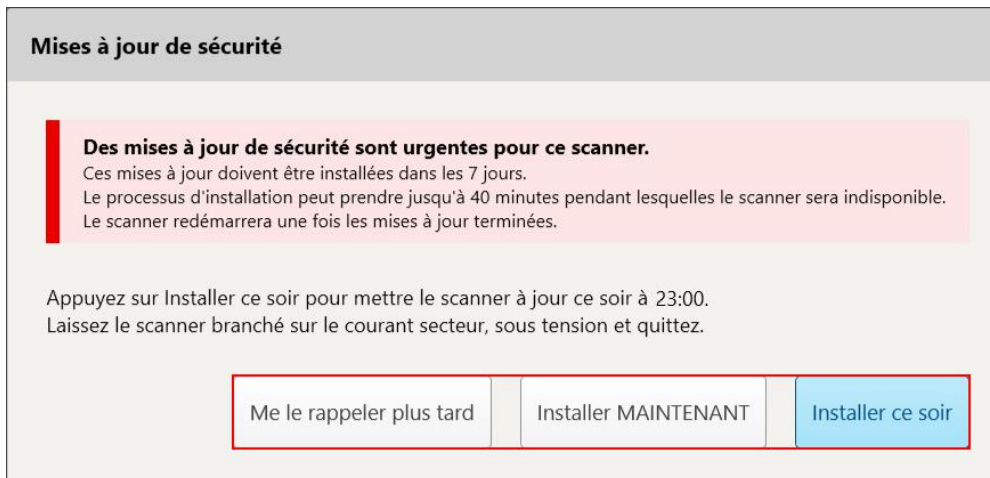 Mises à jour de sécurité
Des mises à jour de sécurité sont urgentes pour ce scanner.
Ces mises à jour doivent être installées dans les 7 jours.
Le processus d'installation peut prendre jusqu'à 40 minutes pendant lesquelles le scanner sera indisponible.
Le scanner redémarrera une fois les mises à jour terminées.
Appuyez sur Installer ce soir pour mettre le scanner à jour ce soir à 23:00.
Laissez le scanner branché sur le courant secteur, sous tension et quittez.
Me le rappeler plus tard Installer MAINTENANT Installer ce soir